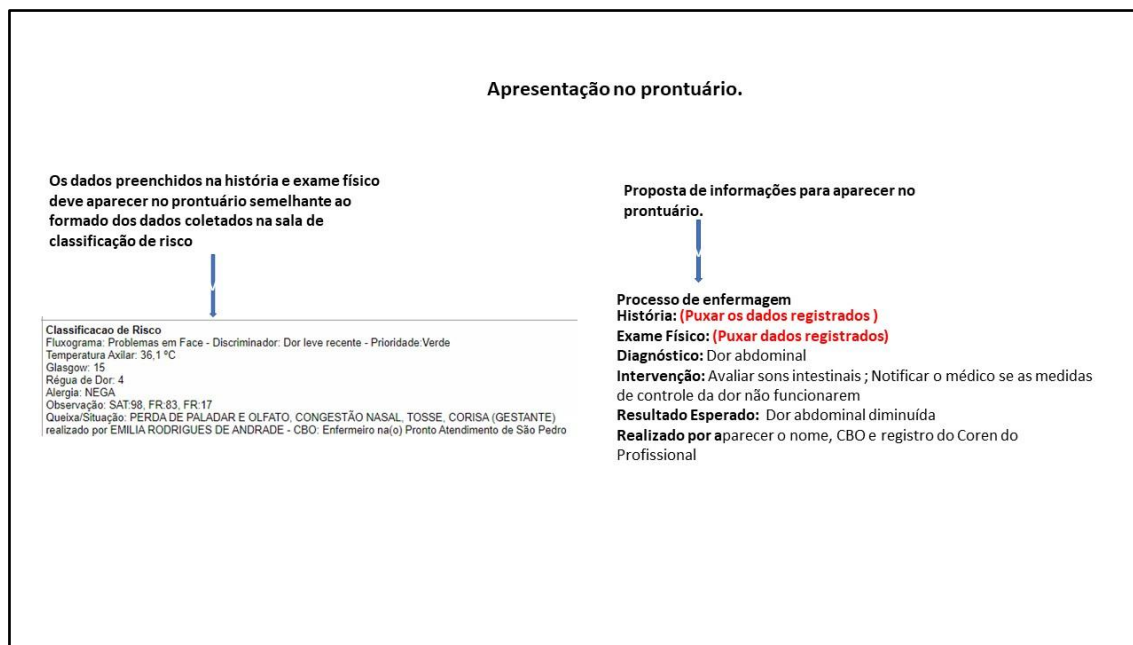 Apresentação no prontuário.
Os dados preenchidos na história e exame físico
deve aparecer no prontuário semelhante ao
formado dos dados coletados na sala de
classificação de risco
Classificacao de Risco
Fluxograma: Problemas em Face - Discriminador: Dor leve recente - Prioridade:Verde
Temperatura Axilar: 36,1 ºC
Glasgow: 15
Régua de Dor: 4
Alergia: NEGA
Observação: SAT:98, FR:83, FR:17
Queixa/Situação: PERDA DE PALADAR E OLFATO, CONGESTÃO NASAL, TOSSE, CORISA (GESTANTE)
realizado por EMILIA RODRIGUES DE ANDRADE - CBO: Enfermeiro na(o) Pronto Atendimento de São Pedro
Proposta de informações para aparecer no
prontuário.
Processo de enfermagem
História: (Puxar os dados registrados )
Exame Físico: (Puxar dados registrados)
Diagnóstico: Dor abdominal
Intervenção: Avaliar sons intestinais ; Notificar o médico se as medidas
de controle da dor não funcionarem
Resultado Esperado: Dor abdominal diminuída
Realizado por aparecer o nome, CBO e registro do Coren do
Profissional